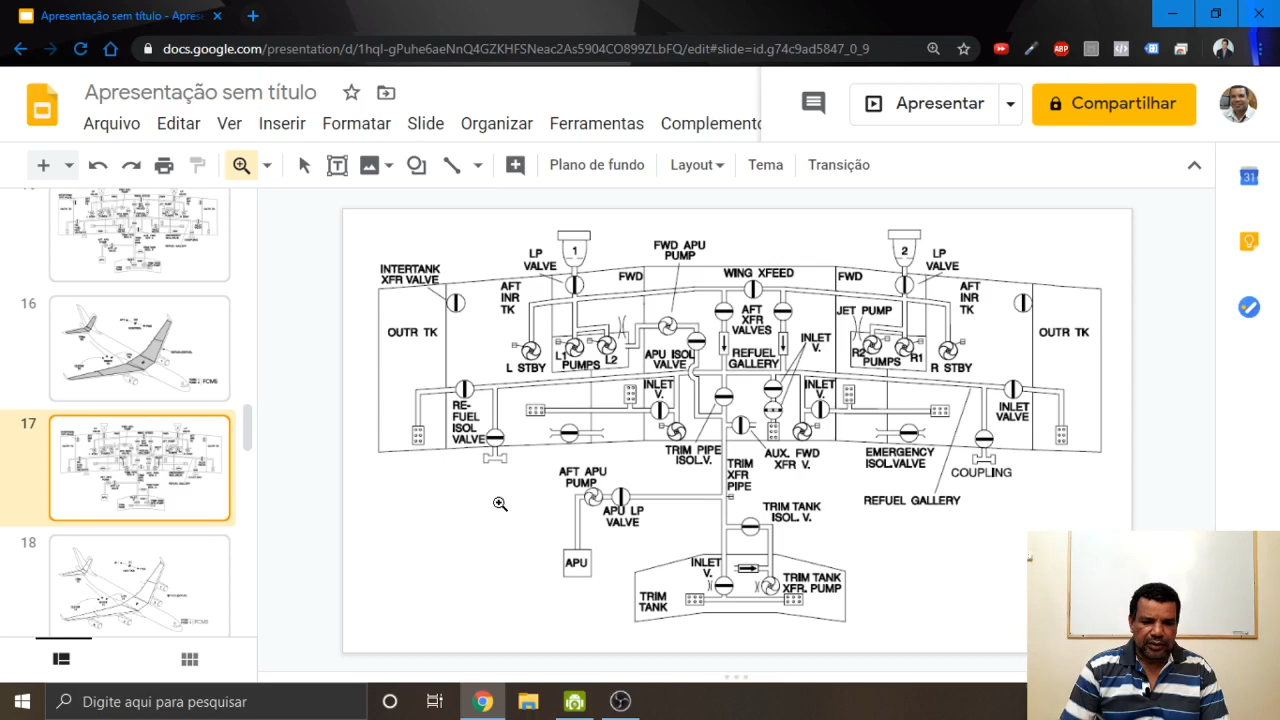 Apresentação sem título - Aprese
docs.google.com/presentation/d/1hqI-gPuhe6aeNnQ4GZKHFSNeac2As5904CO899ZLbFQ/edit#slide=id.g74c9ad5847_0_9
ABP
Apresentação sem título
Arquivo Editar Ver Inserir Formatar Slide Organizar Ferramentas Complemento
Apresentar
Compartilhar
Plano de fundo Layout Tema Transição
31
16
17
18
1
2
LP
VALVE
FWD APU
PUMP
LP
VALVE
INTERTANK
XFR VALVE
FWD
WING XFEED
FWD
AFT
INR
TK
AFT
INR
TK
OUTR TK
AFT
XFR
VALVES
JET PUMP
OUTR TK
L STBY
L1
L2
PUMPS
APU ISOL
VALVE
REFUEL
GALLERY
INLET
V.
R2
R1
PUMPS
R STBY
RE-
FUEL
ISOL
VALVE
INLET
V.
INLET
V.
INLET
VALVE
TRIM PIPE
ISOL.V.
AUX. FWD
XFR V.
EMERGENCY
ISOL.VALVE
COUPLING
REFUEL GALLERY
TRIM
XFR
PIPE
AFT APU
PUMP
APU LP
VALVE
TRIM TANK
ISOL. V.
APU
INLET
V.
TRIM TANK
XFR. PUMP
TRIM
TANK
Digite aqui para pesquisar